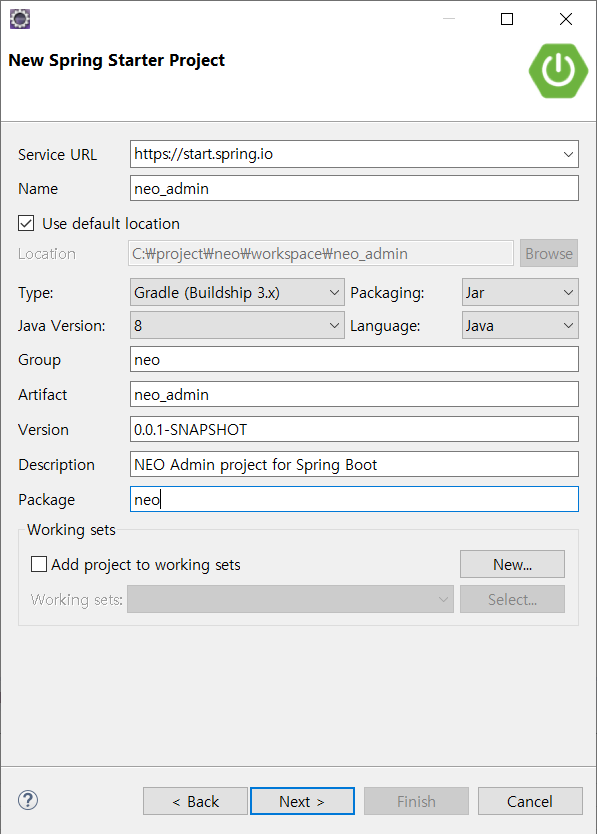 New Spring Starter Project
Service URL https://start.spring.io
Name neo_admin
Use default location
Location C:₩project₩neo₩workspace₩neo_admin Browse
Type: Gradle (Buildship 3.x) Packaging: Jar
Java Version: 8 Language: Java
Group neo
Artifact neo_admin
Version 0.0.1-SNAPSHOT
Description NEO Admin project for Spring Boot
Package neo
Working sets
Add project to working sets New...
Working sets: Select...
? < Back Next > Finish Cancel